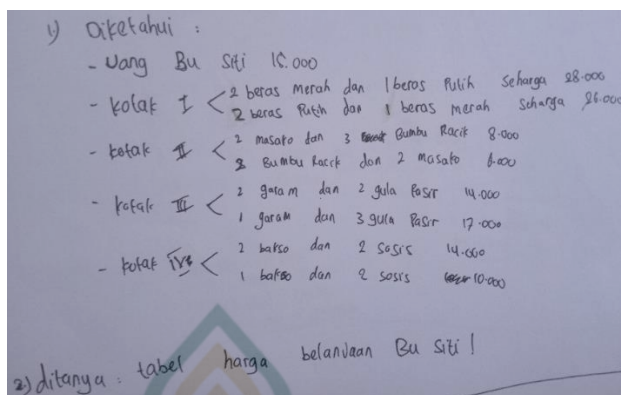 1.) Diketahui :
- Uang Bu Siti 16.000
- kotak I < 2 beras merah dan 1 beras Putih seharga 28.000
2 beras Putih dan 1 beras merah seharga 26.000
- kotak II < 2 masako dan 3 Bumbu Racik 8.000
Bumbu Racik dan 2 masako 8.000
- kotak III < 2 garam dan 2 gula Pasir 14.000
1 garam dan 3 gula Pasir 17.000
- kotak IV < 2 bakso dan 2 sosis 14.000
1 bakso dan 2 sosis 10.000
2) ditanya : tabel harga belanjaan Bu Siti !